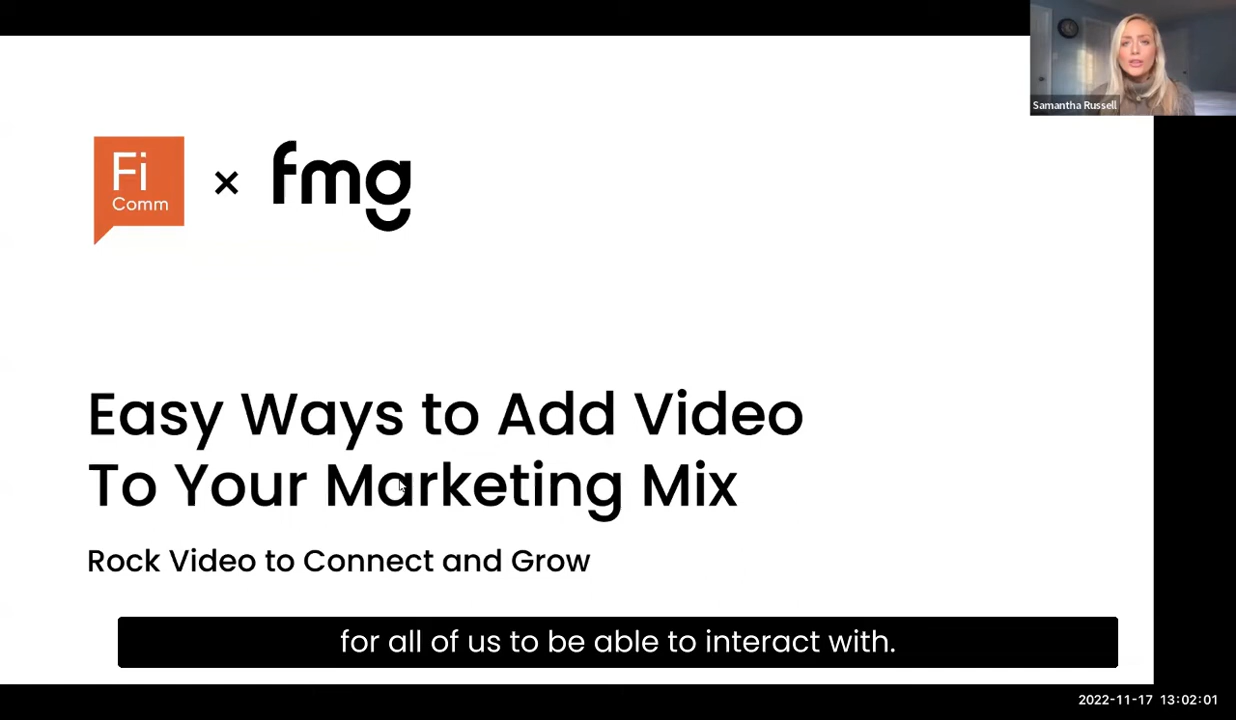 Samantha Russell
Fi
Comm
×
fmg
Easy Ways to Add Video
To Your Marketing Mix
Rock Video to Connect and Grow
for all of us to be able to interact with.
2022-11-17 13:02:01